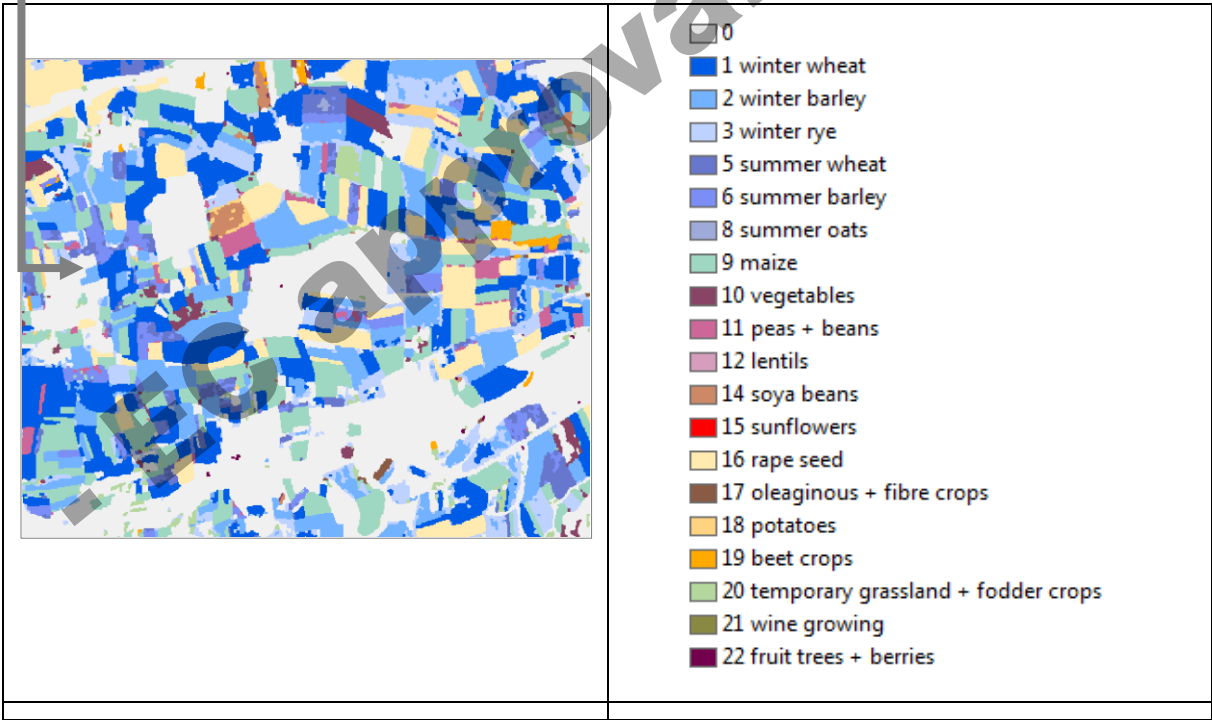 0
1 winter wheat
2 winter barley
3 winter rye
5 summer wheat
6 summer barley
8 summer oats
9 maize
10 vegetables
11 peas + beans
12 lentils
14 soya beans
15 sunflowers
16 rape seed
17 oleaginous + fibre crops
18 potatoes
19 beet crops
20 temporary grassland + fodder crops
21 wine growing
22 fruit trees + berries
- EC approva